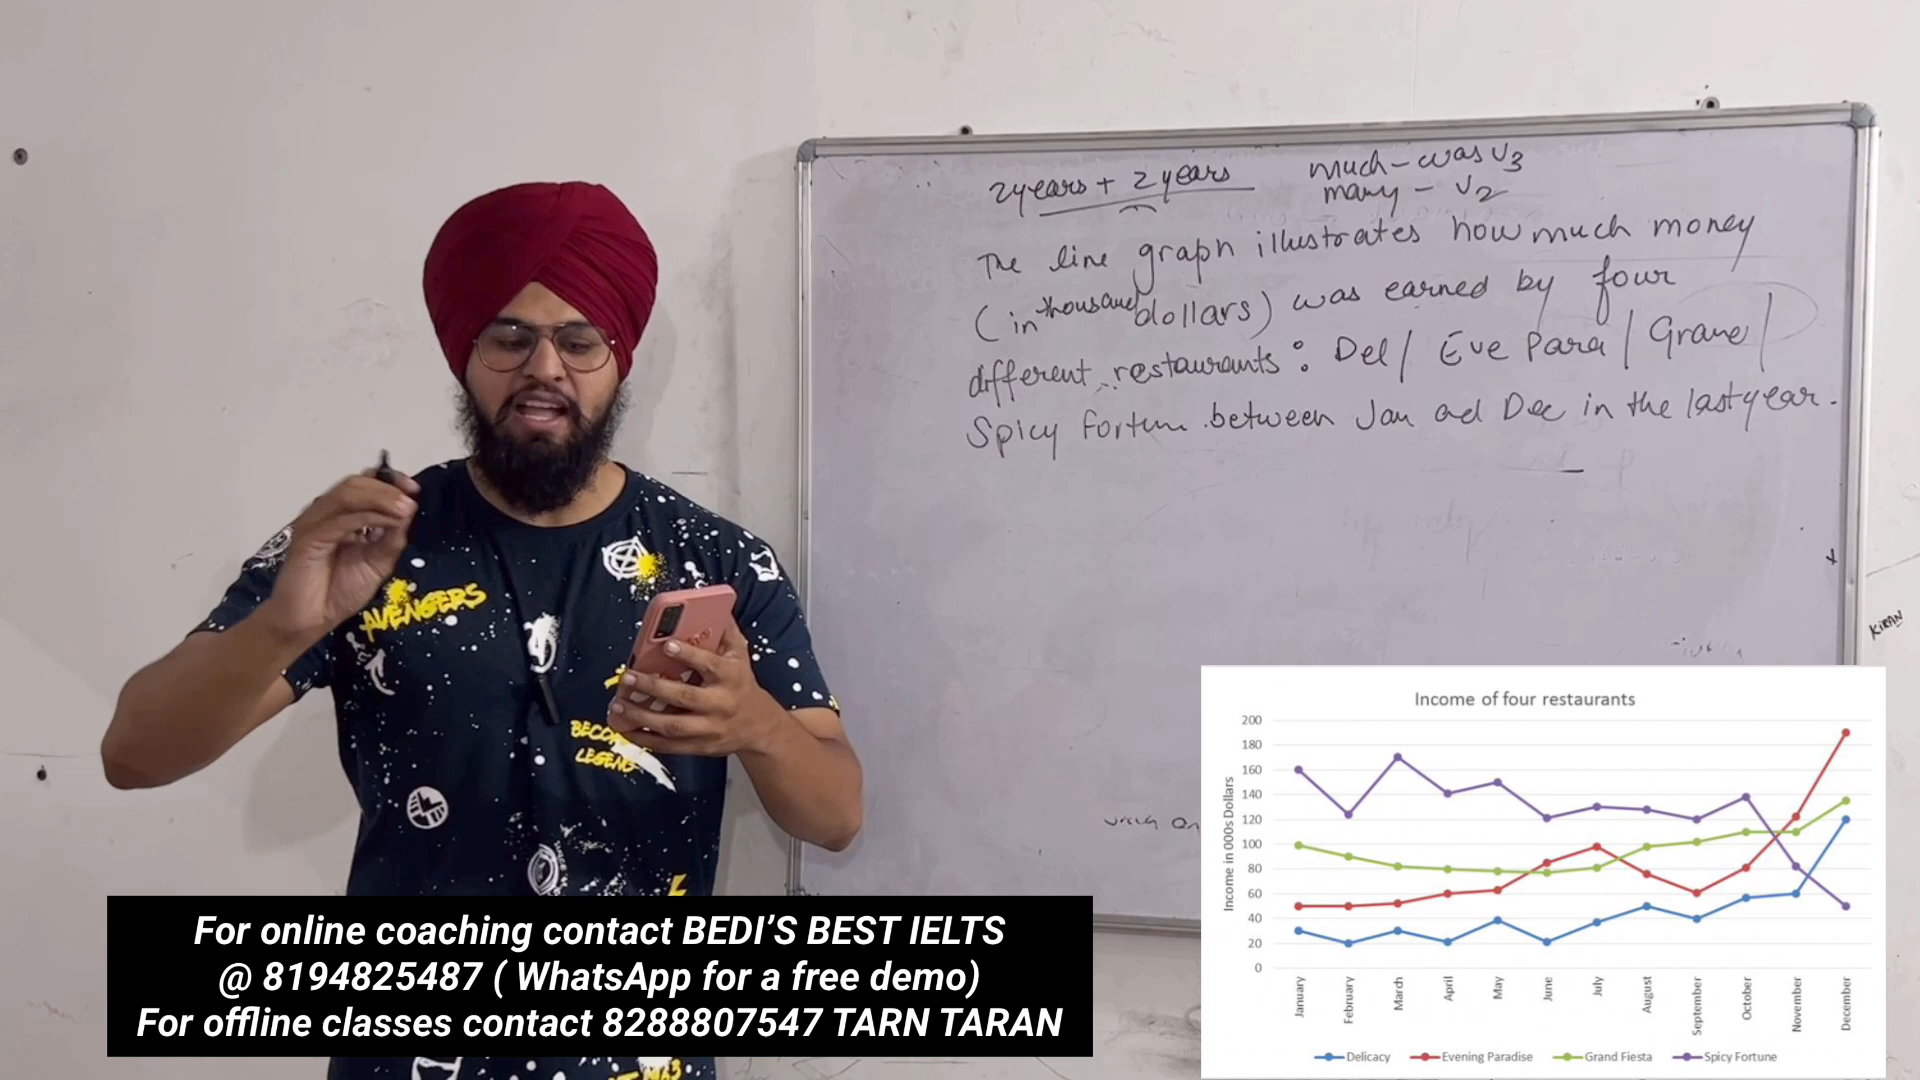 2years + 2years
much - was V3
many - V2
The line graph illustrates how much money
(in thousand dollars) was earned by four
different restaurants : Del / Eve Para / Grane /
Spicy Fortun between Jan ad Dec in the last year.
KIRAN
AVENGERS
LEGEND
Income of four restaurants
Income in 000s Dollars
200
180
160
140
120
100
80
60
40
20
0
January
February
March
April
May
June
July
August
September
October
November
December
Delicacy
Evening Paradise
Grand Fiesta
Spicy Fortune
For online coaching contact BEDI’S BEST IELTS
@ 8194825487 ( WhatsApp for a free demo)
For offline classes contact 8288807547 TARN TARAN